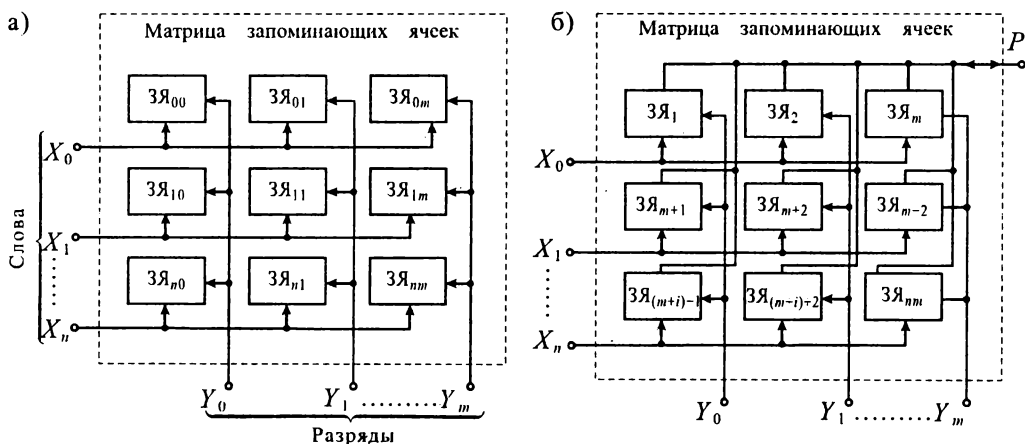 а)
Матрица запоминающих ячеек
ЗЯ00 ЗЯ01 ЗЯ0m
X0
ЗЯ10 ЗЯ11 ЗЯ1m
X1
ЗЯn0 ЗЯn1 ЗЯnm
Xn
Слова
Y0 Y1 ......... Ym
Разряды
б)
Матрица запоминающих ячеек
P
ЗЯ1 ЗЯ2 ЗЯm
X0
ЗЯm+1 ЗЯm+2 ЗЯm−2
X1
ЗЯ(m+i)−1 ЗЯ(m−i)+2 ЗЯnm
Xn
Y0 Y1 ......... Ym